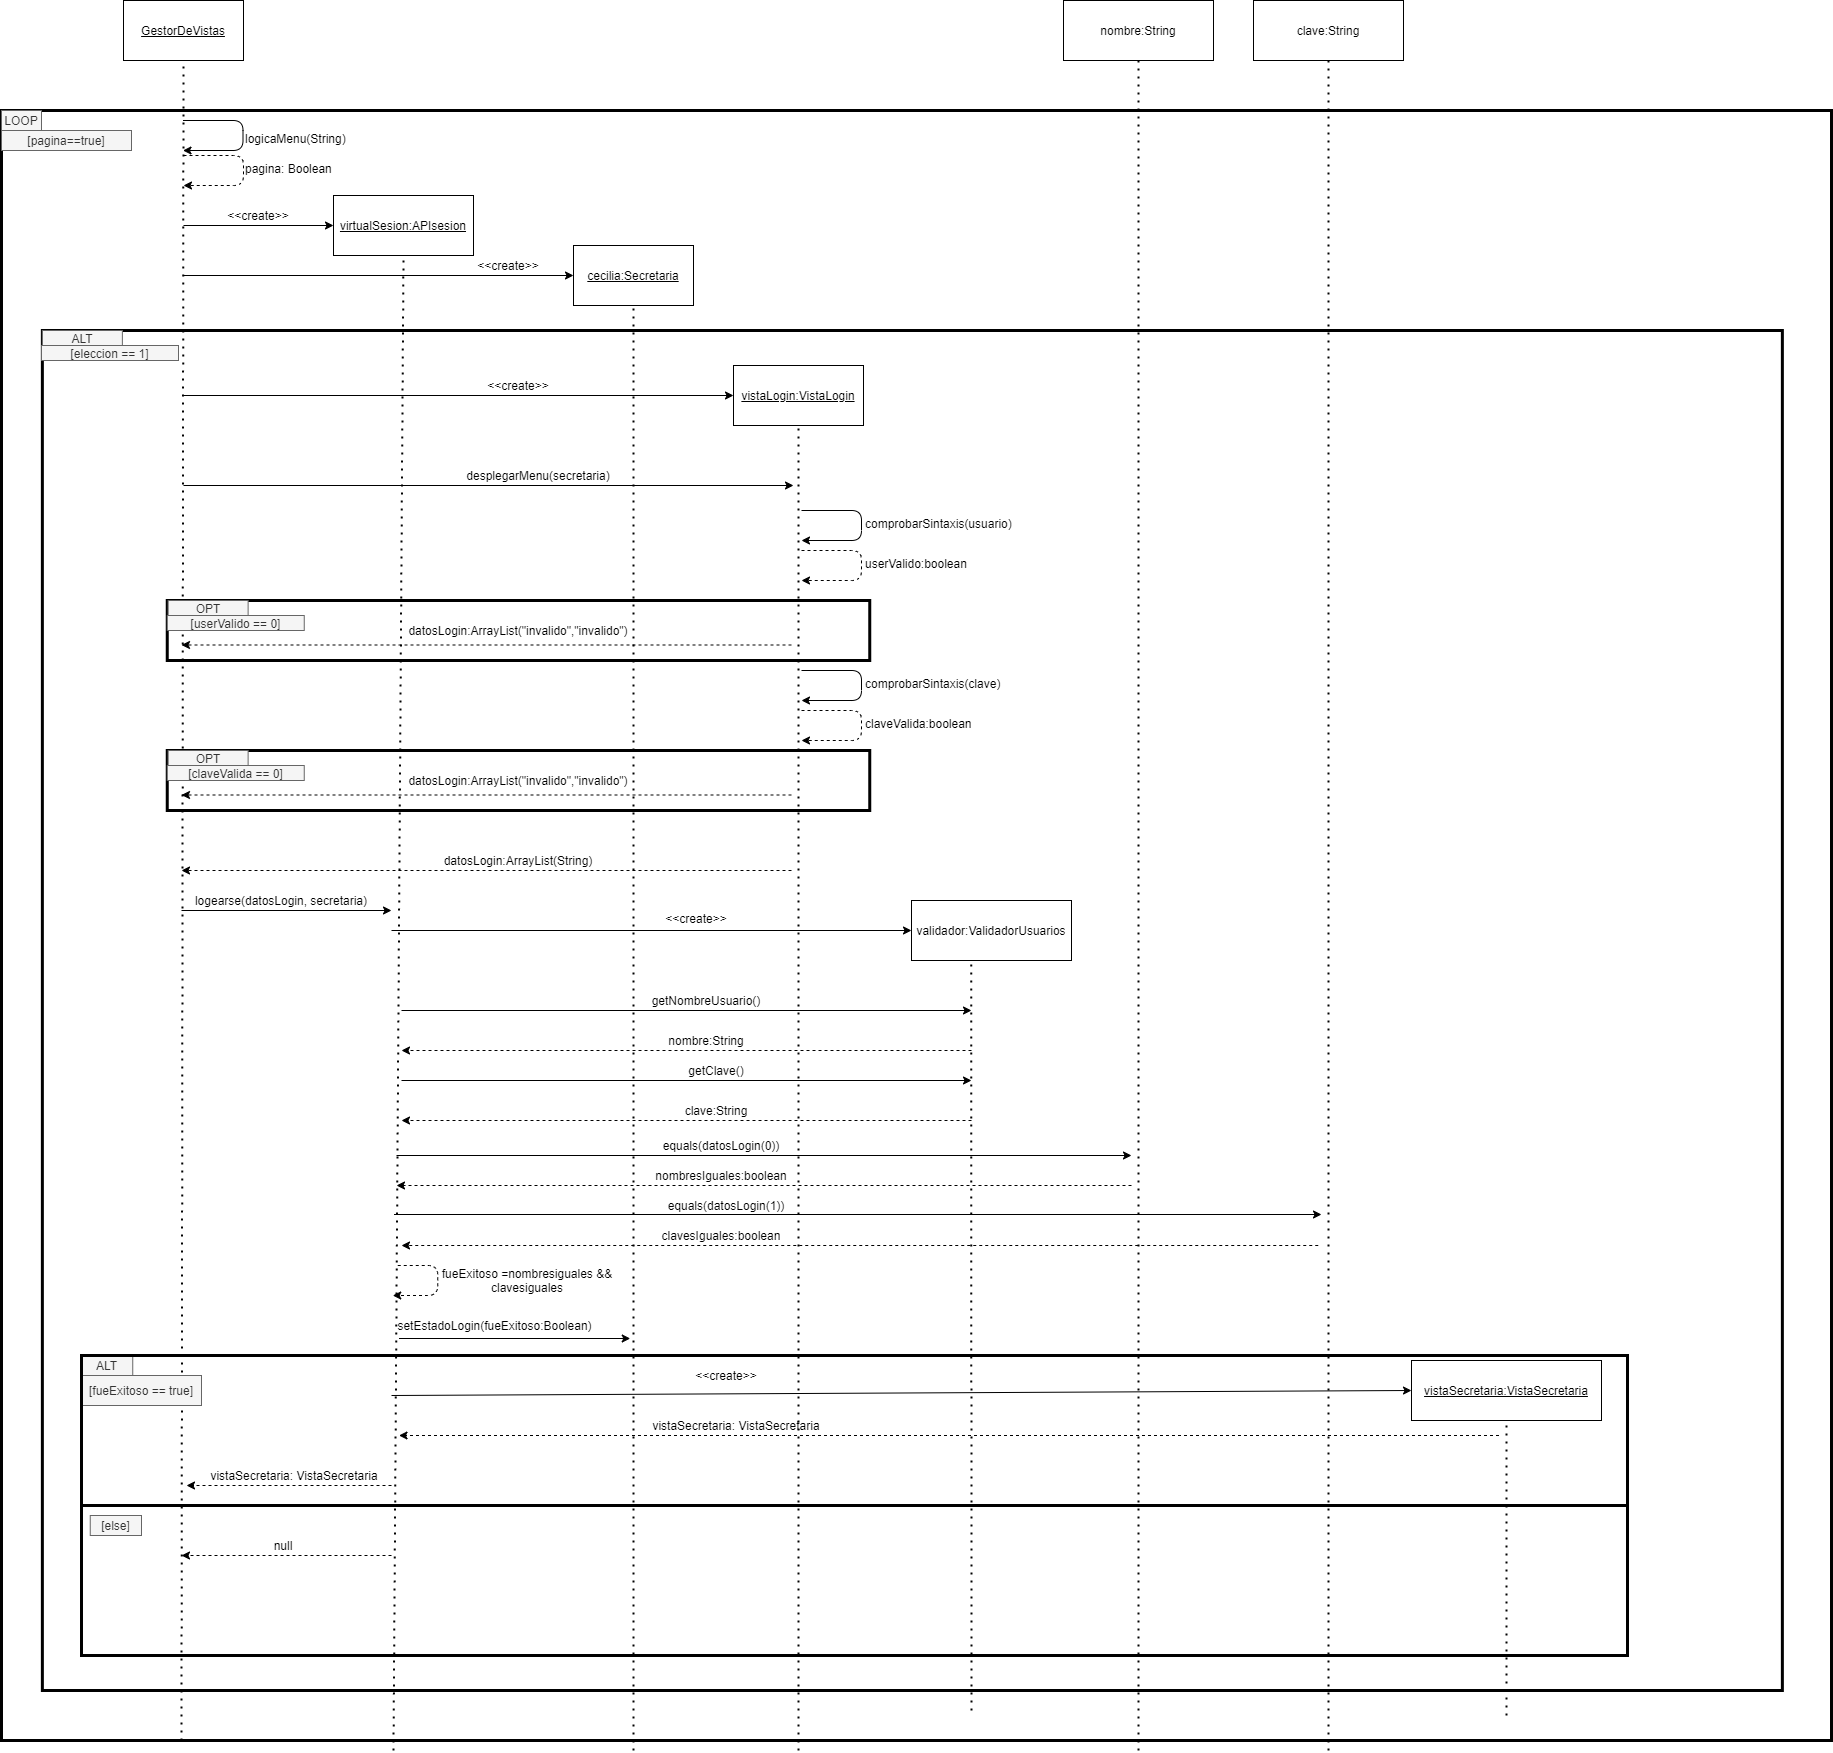 GestorDeVistas
nombre:String
clave:String
LOOP
[pagina==true]
logicaMenu(String)
pagina: Boolean
<<create>>
virtualSesion:APIsesion
<<create>>
cecilia:Secretaria
ALT
[eleccion == 1]
<<create>>
vistaLogin:VistaLogin
desplegarMenu(secretaria)
comprobarSintaxis(usuario)
userValido:boolean
OPT
[userValido == 0]
datosLogin:ArrayList("invalido","invalido")
comprobarSintaxis(clave)
claveValida:boolean
OPT
[claveValida == 0]
datosLogin:ArrayList("invalido","invalido")
datosLogin:ArrayList(String)
logearse(datosLogin, secretaria)
<<create>>
validador:ValidadorUsuarios
getNombreUsuario()
nombre:String
getClave()
clave:String
equals(datosLogin(0))
nombresIguales:boolean
equals(datosLogin(1))
clavesIguales:boolean
fueExitoso =nombresiguales &&
clavesiguales
setEstadoLogin(fueExitoso:Boolean)
ALT
[fueExitoso == true]
<<create>>
vistaSecretaria:VistaSecretaria
vistaSecretaria: VistaSecretaria
vistaSecretaria: VistaSecretaria
[else]
null